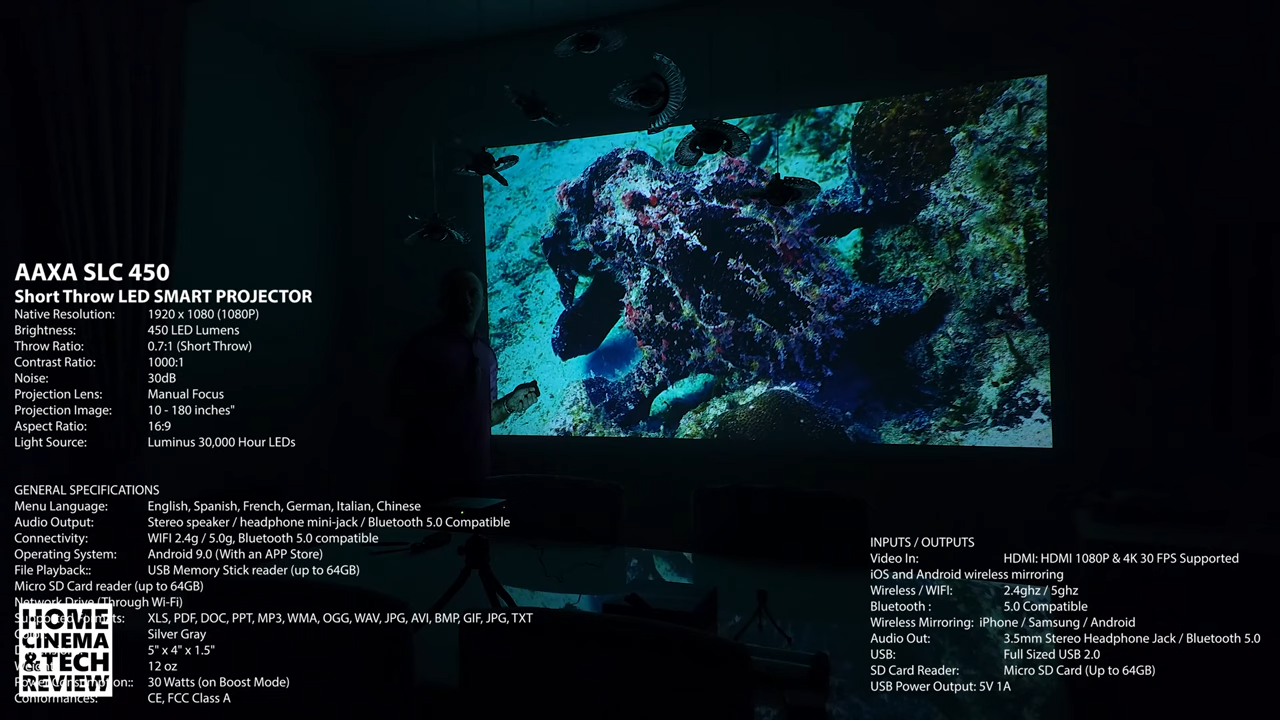 AAXA SLC 450
Short Throw LED SMART PROJECTOR
Native Resolution: 1920 x 1080 (1080P)
Brightness: 450 LED Lumens
Throw Ratio: 0.7:1 (Short Throw)
Contrast Ratio: 1000:1
Noise: 30dB
Projection Lens: Manual Focus
Projection Image: 10 - 180 inches"
Aspect Ratio: 16:9
Light Source: Luminus 30,000 Hour LEDs
GENERAL SPECIFICATIONS
Menu Language: English, Spanish, French, German, Italian, Chinese
Audio Output: Stereo speaker / headphone mini-jack / Bluetooth 5.0 Compatible
Connectivity: WIFI 2.4g / 5.0g, Bluetooth 5.0 compatible
Operating System: Android 9.0 (With an APP Store)
File Playback:: USB Memory Stick reader (up to 64GB)
Micro SD Card reader (up to 64GB)
Network Drive (Through Wi-Fi)
Supported Formats: XLS, PDF, DOC, PPT, MP3, WMA, OGG, WAV, JPG, AVI, BMP, GIF, JPG, TXT
Silver Gray
5" x 4" x 1.5"
Weight: 12 oz
Power Consumption:: 30 Watts (on Boost Mode)
Conformances: CE, FCC Class A
HOME
CINEMA
&TECH
REVIEW
INPUTS / OUTPUTS
Video In: HDMI: HDMI 1080P & 4K 30 FPS Supported
iOS and Android wireless mirroring
Wireless / WIFI: 2.4ghz / 5ghz
Bluetooth : 5.0 Compatible
Wireless Mirroring: iPhone / Samsung / Android
Audio Out: 3.5mm Stereo Headphone Jack / Bluetooth 5.0
USB: Full Sized USB 2.0
SD Card Reader: Micro SD Card (Up to 64GB)
USB Power Output: 5V 1A